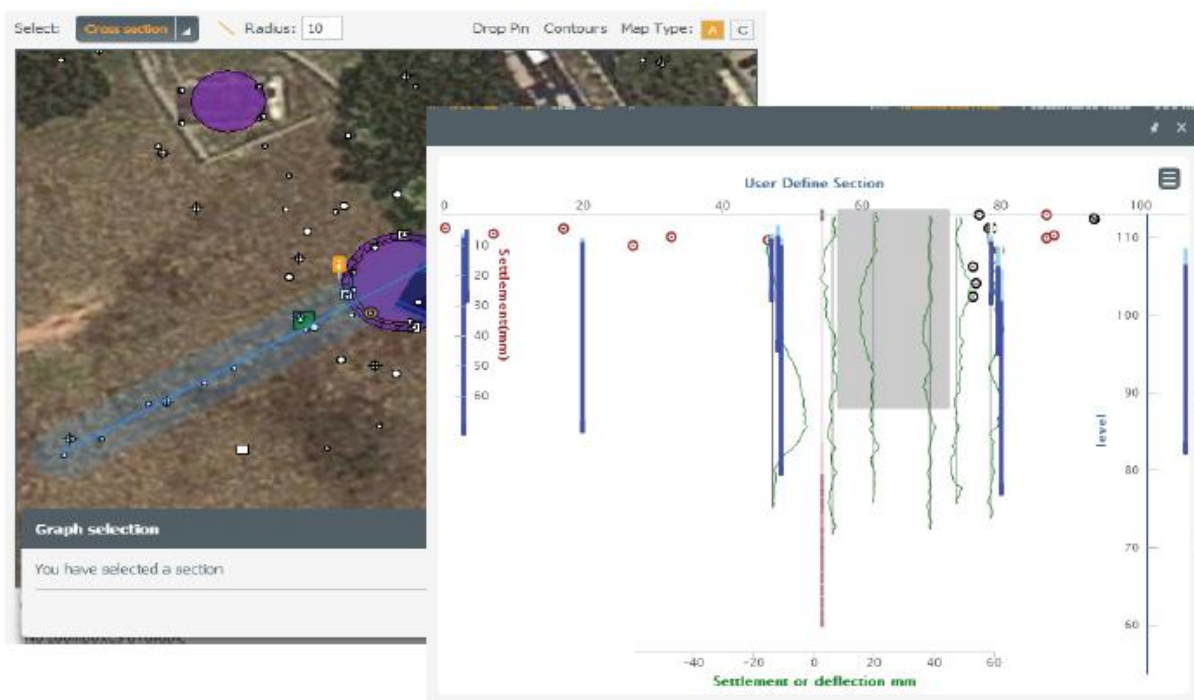 Select: Cross section Radius: 10 Drop Pin Contours Map Type: A C
User Define Section
0 20 40 60 80 100
10
20
30
40
50
60
Settlement(mm)
110
100
90
80
70
60
level
Graph selection
You have selected a section
-40 -20 0 20 40 60
Settlement or deflection mm